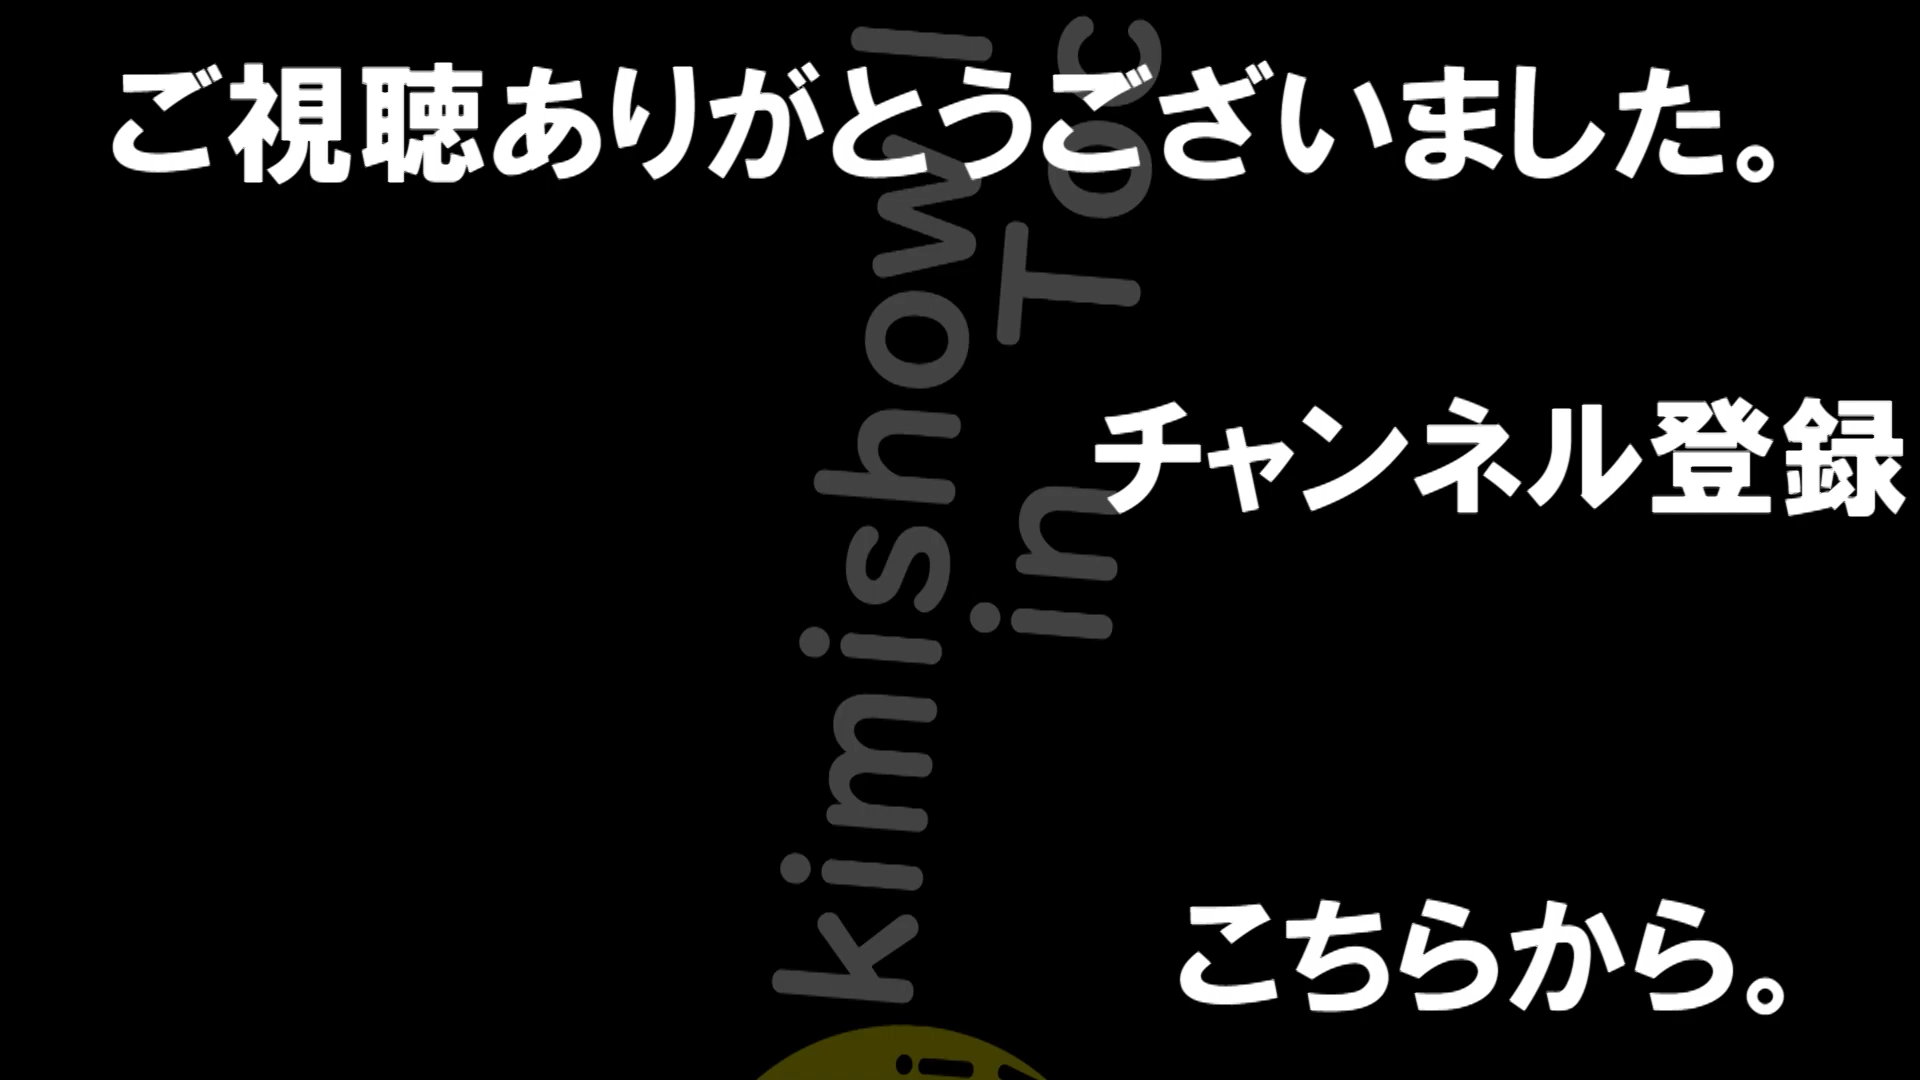 ご視聴ありがとうございました。
チャンネル登録
こちらから。
kimishow l
in Toc